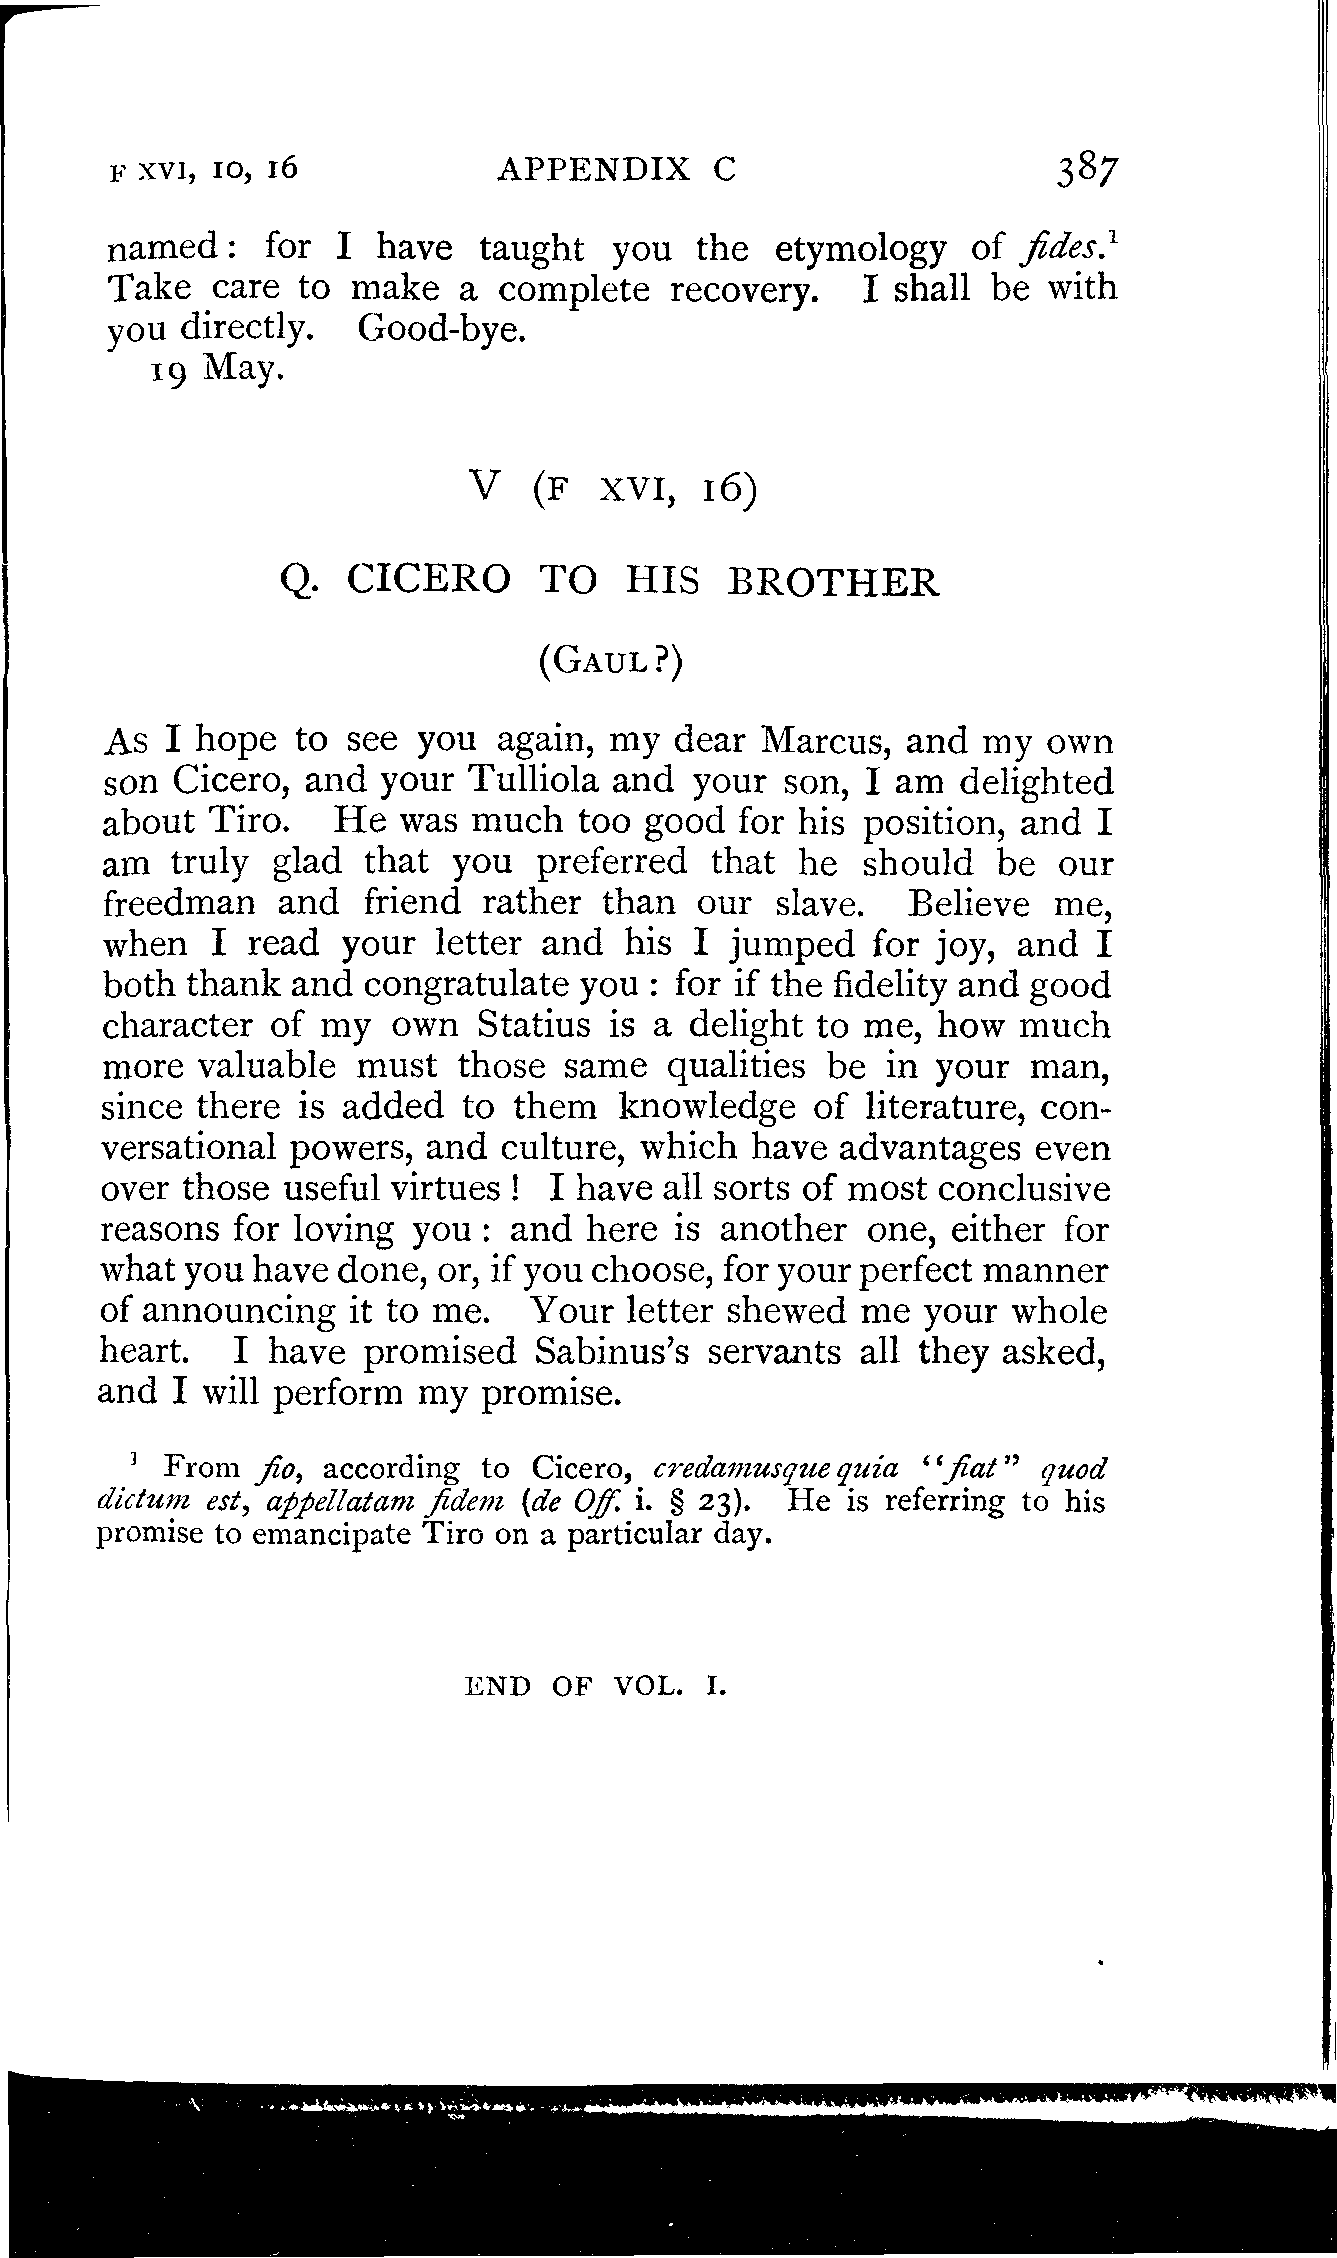 F XVI, 10, 16 APPENDIX C 387
named : for I have taught you the etymology of fides.¹
Take care to make a complete recovery. I shall be with
you directly. Good-bye.
19 May.
V (F XVI, 16)
Q. CICERO TO HIS BROTHER
(GAUL?)
As I hope to see you again, my dear Marcus, and my own
son Cicero, and your Tulliola and your son, I am delighted
about Tiro. He was much too good for his position, and I
am truly glad that you preferred that he should be our
freedman and friend rather than our slave. Believe me,
when I read your letter and his I jumped for joy, and I
both thank and congratulate you : for if the fidelity and good
character of my own Statius is a delight to me, how much
more valuable must those same qualities be in your man,
since there is added to them knowledge of literature, con-
versational powers, and culture, which have advantages even
over those useful virtues ! I have all sorts of most conclusive
reasons for loving you : and here is another one, either for
what you have done, or, if you choose, for your perfect manner
of announcing it to me. Your letter shewed me your whole
heart. I have promised Sabinus's servants all they asked,
and I will perform my promise.
¹ From fio, according to Cicero, credamusque quia "fiat" quod
dictum est, appellatam fidem (de Off. i. § 23). He is referring to his
promise to emancipate Tiro on a particular day.
END OF VOL. I.